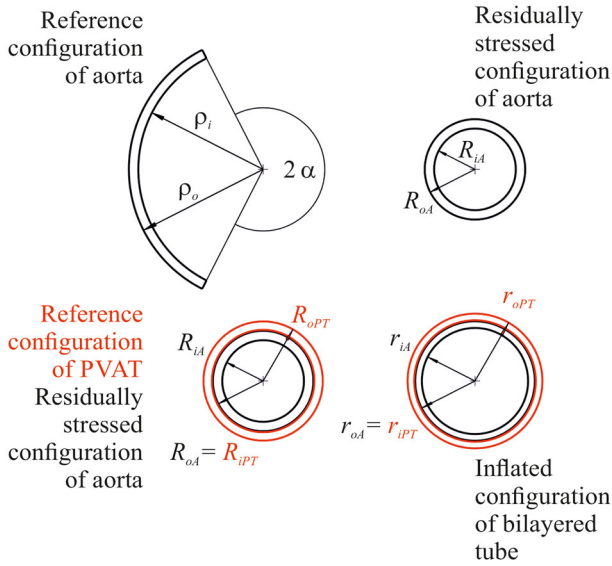 Reference
configuration
of aorta
ρi
ρo
2 α
Residually
stressed
configuration
of aorta
RiA
RoA
Reference
configuration
of PVAT
Residually
stressed
configuration
of aorta
RoPT
RiA
RoA = RiPT
roPT
riA
roA = riPT
Inflated
configuration
of bilayered
tube